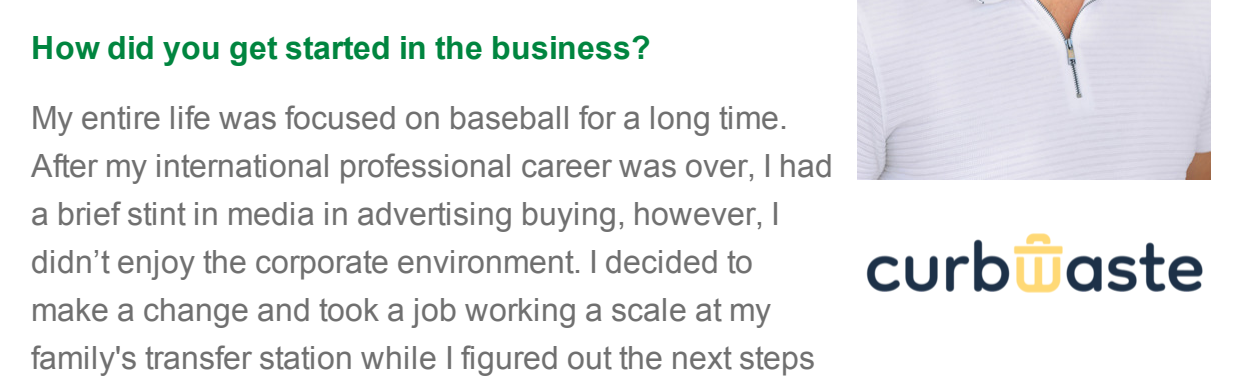 How did you get started in the business?
My entire life was focused on baseball for a long time.
After my international professional career was over, I had
a brief stint in media in advertising buying, however, I
didn’t enjoy the corporate environment. I decided to
make a change and took a job working a scale at my
family's transfer station while I figured out the next steps
curbwaste